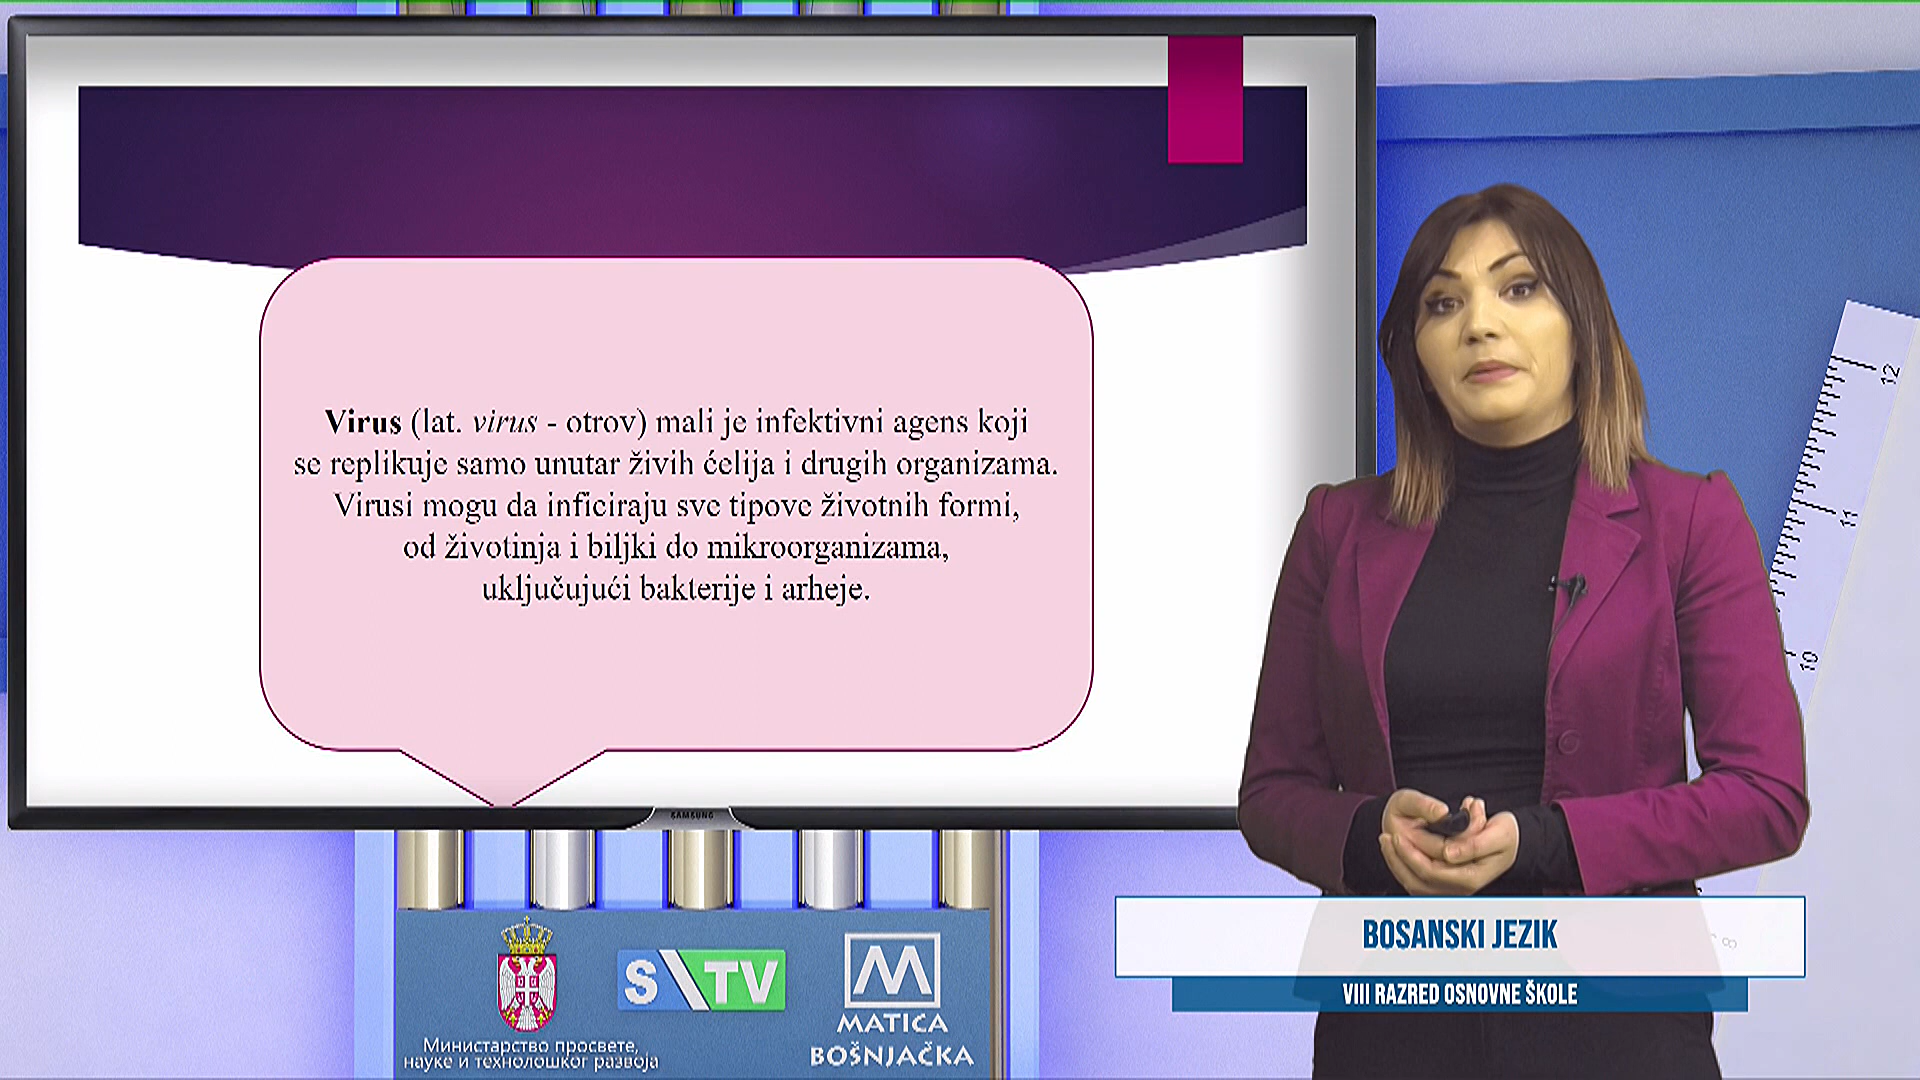 Virus (lat. virus - otrov) mali je infektivni agens koji
se replikuje samo unutar živih ćelija i drugih organizama.
Virusi mogu da inficiraju sve tipove životnih formi,
od životinja i biljki do mikroorganizama,
uključujući bakterije i arheje.
SAMSUNG
12
11
10
8
BOSANSKI JEZIK
VIII RAZRED OSNOVNE ŠKOLE
Министарство просвете,
науке и технолошког развоја
S TV
M
MATICA
BOŠNJAČKA